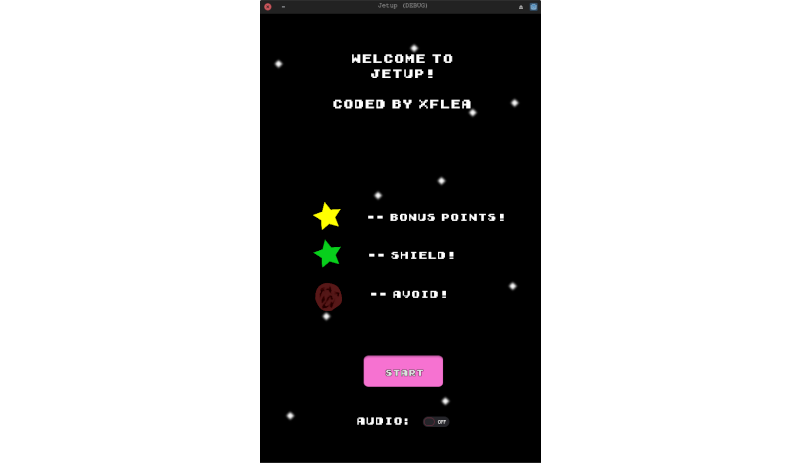 Jetup (DEBUG)
WELCOME TO
JETUP!
CODED BY XFLEA
-- BONUS POINTS!
-- SHIELD!
-- AVOID!
START
AUDIO: OFF